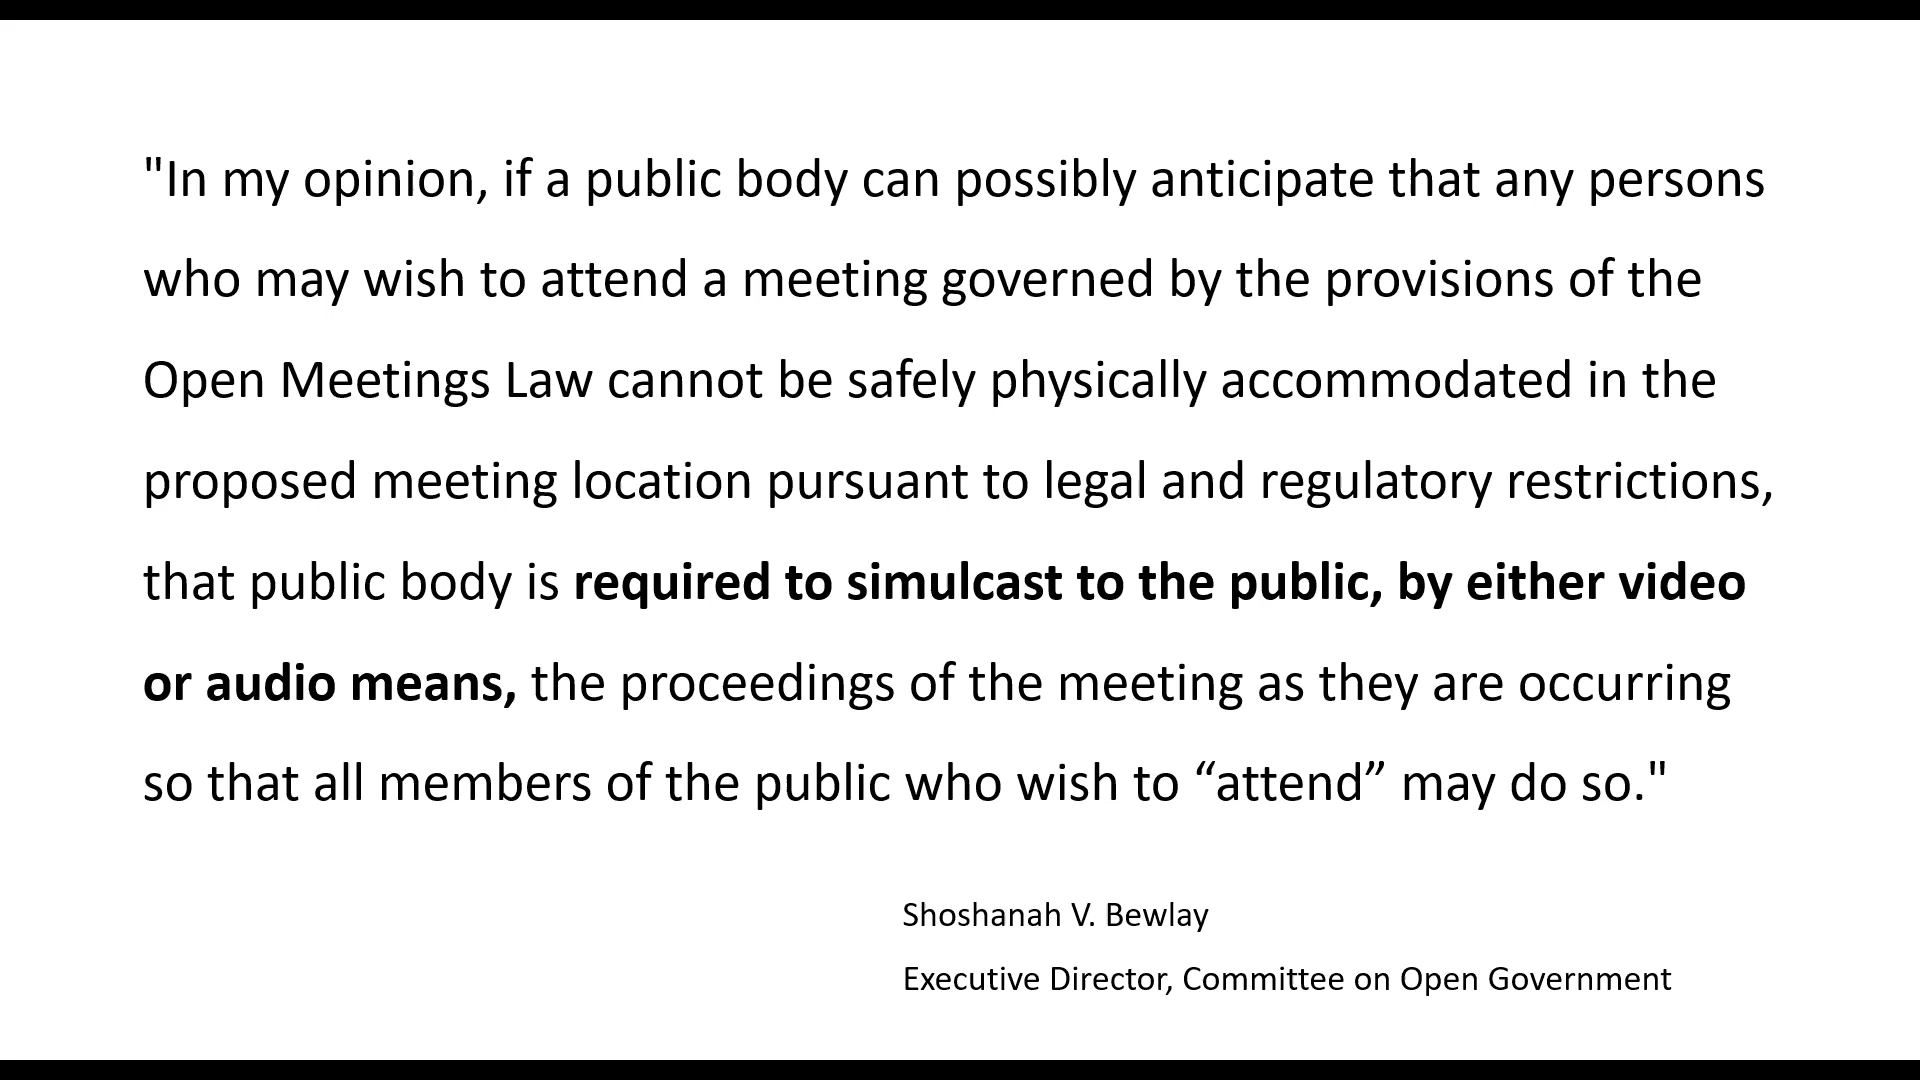 "In my opinion, if a public body can possibly anticipate that any persons
who may wish to attend a meeting governed by the provisions of the
Open Meetings Law cannot be safely physically accommodated in the
proposed meeting location pursuant to legal and regulatory restrictions,
that public body is required to simulcast to the public, by either video
or audio means, the proceedings of the meeting as they are occurring
so that all members of the public who wish to “attend” may do so."
Shoshanah V. Bewlay
Executive Director, Committee on Open Government